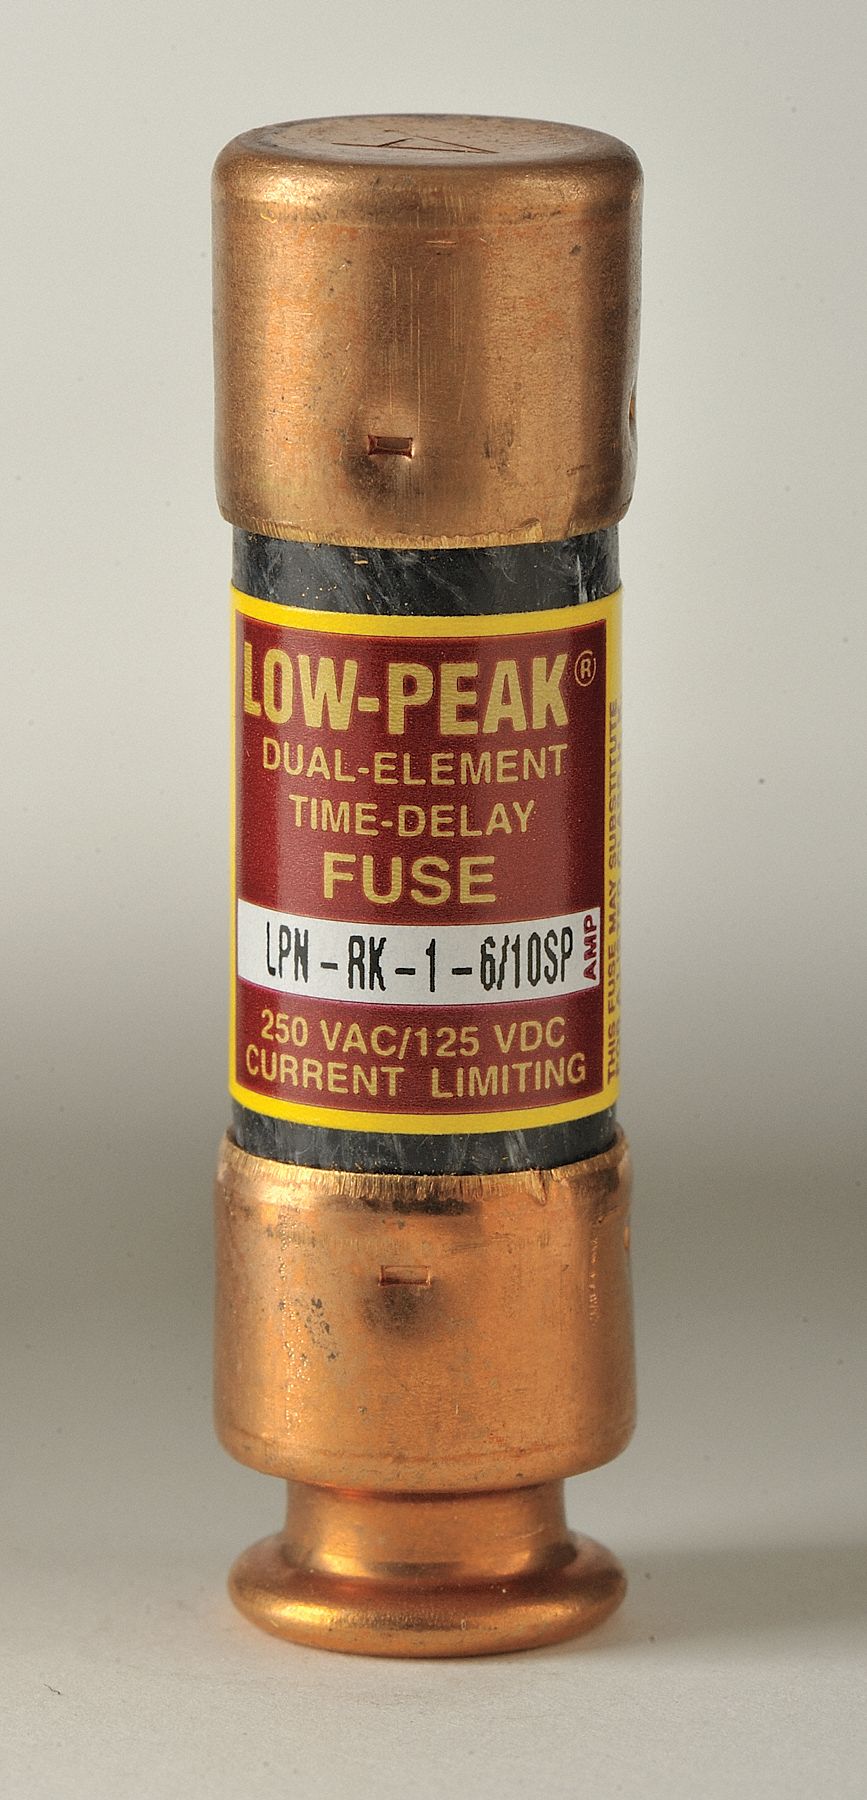 LOW-PEAK®
DUAL-ELEMENT
TIME-DELAY
FUSE
LPN-RK-1-6/10SP AMP
250 VAC/125 VDC
CURRENT LIMITING
THIS FUSE MAY SUBSTITUTE